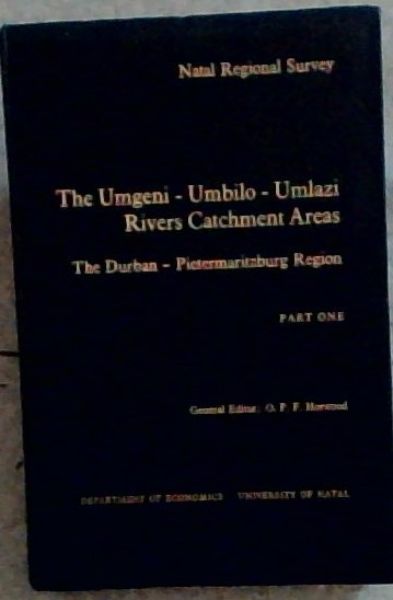 Natal Regional Survey
The Umgeni - Umbilo - Umlazi
Rivers Catchment Areas
The Durban - Pietermaritzburg Region
PART ONE
General Editor: O. P. F. Horwood
DEPARTMENT OF ECONOMICS UNIVERSITY OF NATAL